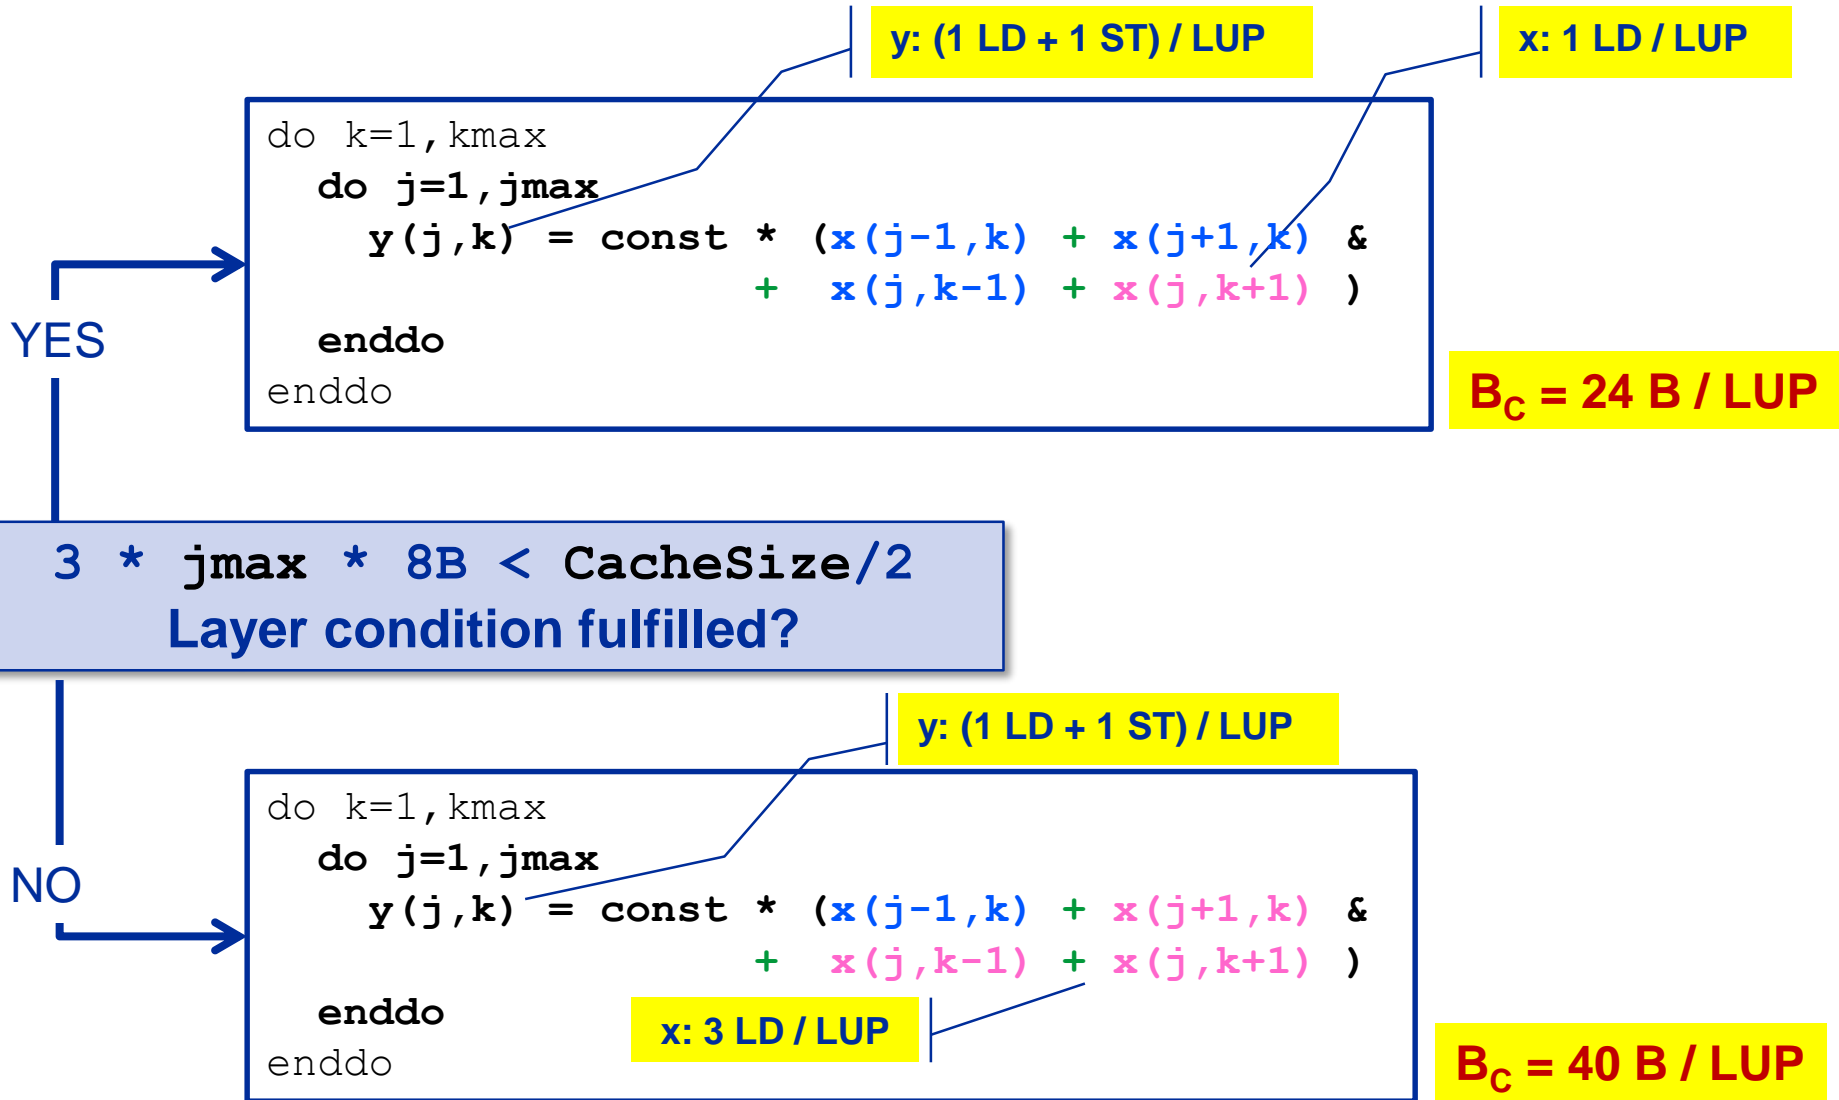 y: (1 LD + 1 ST) / LUP
x: 1 LD / LUP
do k=1,kmax
do j=1,jmax
y(j,k) = const * (x(j-1,k) + x(j+1,k) &
+ x(j,k-1) + x(j,k+1) )
enddo
enddo
YES
B_C = 24 B / LUP
3 * jmax * 8B < CacheSize/2
Layer condition fulfilled?
y: (1 LD + 1 ST) / LUP
do k=1,kmax
do j=1,jmax
y(j,k) = const * (x(j-1,k) + x(j+1,k) &
+ x(j,k-1) + x(j,k+1) )
NO
enddo
x: 3 LD / LUP
enddo
B_C = 40 B / LUP